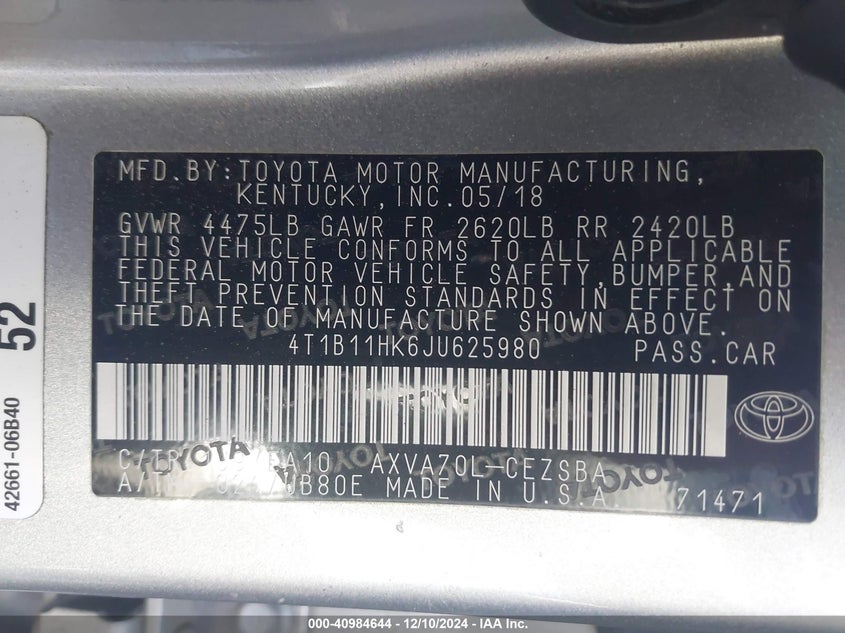 MFD.BY:TOYOTA MOTOR MANUFACTURING,
KENTUCKY,INC.05/18
GVWR 4475LB GAWR FR 2620LB RR 2420LB
THIS VEHICLE CONFORMS TO ALL APPLICABLE
FEDERAL MOTOR VEHICLE SAFETY,BUMPER,AND
THEFT PREVENTION STANDARDS IN EFFECT ON
THE DATE OF MANUFACTURE SHOWN ABOVE.
4T1B11HK6JU625980 PASS.CAR
C/TR AXVA70L-CEZSBA
A/TM MADE IN U.S.A. 71471
TOYOTA
52
42661-06B40
000-40984644 - 12/10/2024 - IAA Inc.